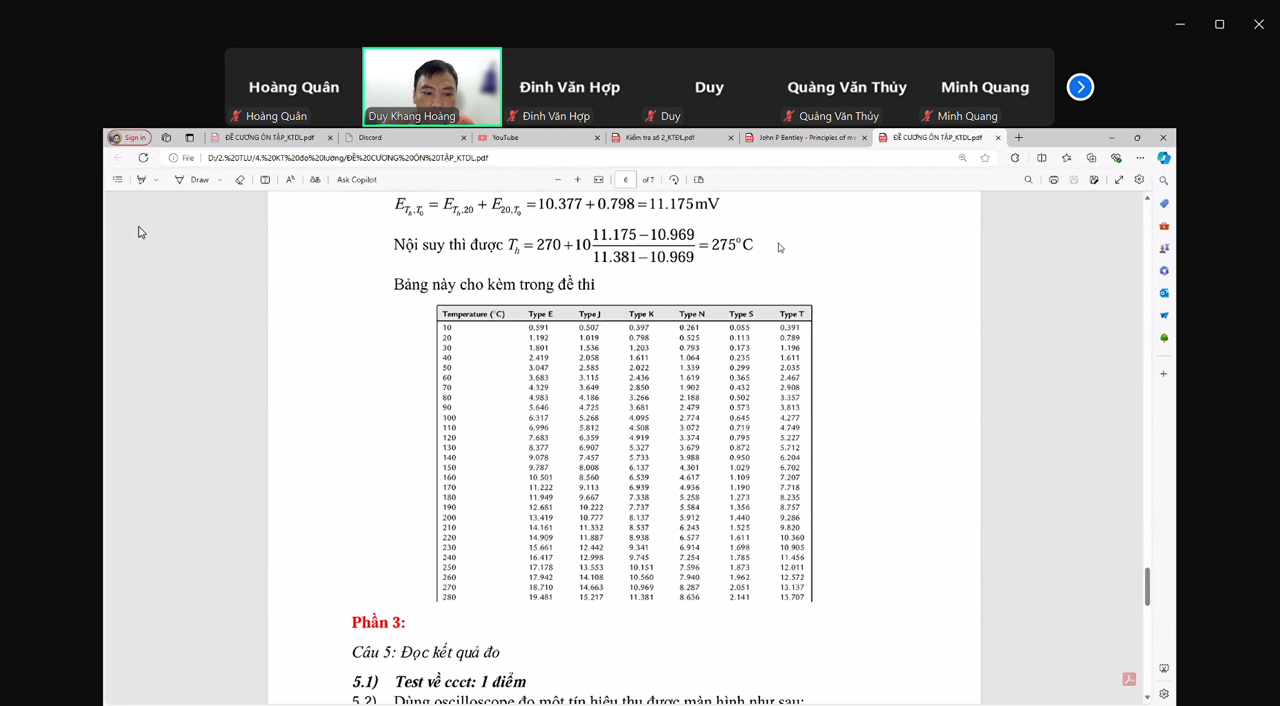 Hoàng Quân
Đinh Văn Hợp
Duy
Quàng Văn Thủy
Minh Quang
Hoàng Quân
Duy Khang Hoàng
Đinh Văn Hợp
Duy
Quàng Văn Thủy
Minh Quang
Sign in
ĐỀ CƯƠNG ÔN TẬP_KTDL.pdf
Discord
YouTube
Kiểm tra số 2_KTĐL.pdf
John P Bentley - Principles of m
ĐỀ CƯƠNG ÔN TẬP_KTDL.pdf
File D:/2.%20TLU/4.%20KT%20đo%20lường/ĐỀ%20CƯƠNG%20ÔN%20TẬP_KTDL.pdf
Draw
Ask Copilot
6 of 7
E_{T_h,T_0} = E_{T_h,20} + E_{20,T_0} = 10.377 + 0.798 = 11.175mV
Nội suy thì được T_h = 270 + 10 (11.175 − 10.969)/(11.381 − 10.969) = 275°C
Bảng này cho kèm trong đề thi
Temperature (°C) Type E Type J Type K Type N Type S Type T
10 0.591 0.507 0.397 0.261 0.055 0.391
20 1.192 1.019 0.798 0.525 0.113 0.789
30 1.801 1.536 1.203 0.793 0.173 1.196
40 2.419 2.058 1.611 1.064 0.235 1.611
50 3.047 2.585 2.022 1.339 0.299 2.035
60 3.683 3.115 2.436 1.619 0.365 2.467
70 4.329 3.649 2.850 1.902 0.432 2.908
80 4.983 4.186 3.266 2.188 0.502 3.357
90 5.646 4.725 3.681 2.479 0.573 3.813
100 6.317 5.268 4.095 2.774 0.645 4.277
110 6.996 5.812 4.508 3.072 0.719 4.749
120 7.683 6.359 4.919 3.374 0.795 5.227
130 8.377 6.907 5.327 3.679 0.872 5.712
140 9.078 7.457 5.733 3.988 0.950 6.204
150 9.787 8.008 6.137 4.301 1.029 6.702
160 10.501 8.560 6.539 4.617 1.109 7.207
170 11.222 9.113 6.939 4.936 1.190 7.718
180 11.949 9.667 7.338 5.258 1.273 8.235
190 12.681 10.222 7.737 5.584 1.356 8.757
200 13.419 10.777 8.137 5.912 1.440 9.286
210 14.161 11.332 8.537 6.243 1.525 9.820
220 14.909 11.887 8.938 6.577 1.611 10.360
230 15.661 12.442 9.341 6.914 1.698 10.905
240 16.417 12.998 9.745 7.254 1.785 11.456
250 17.178 13.553 10.151 7.596 1.873 12.011
260 17.942 14.108 10.560 7.940 1.962 12.572
270 18.710 14.663 10.969 8.287 2.051 13.137
280 19.481 15.217 11.381 8.636 2.141 13.707
Phần 3:
Câu 5: Đọc kết quả đo
5.1) Test về ccct: 1 điểm
5.2) Dùng oscilloscope đo một tín hiệu thu được màn hình như sau: